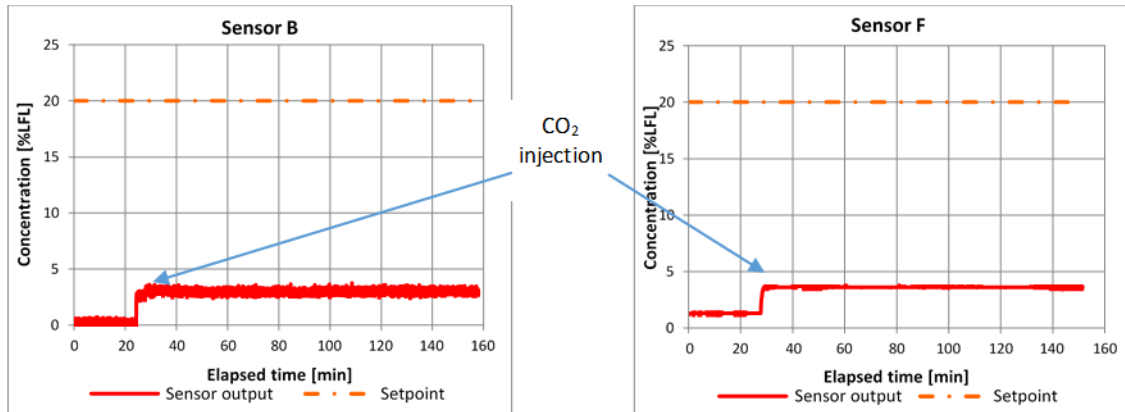 Sensor B
25
20
15
10
5
0
Concentration [%LFL]
0 20 40 60 80 100 120 140 160
Elapsed time [min]
Sensor output Setpoint
CO₂
injection
Sensor F
25
20
15
10
5
0
Concentration [%LFL]
0 20 40 60 80 100 120 140 160
Elapsed time [min]
Sensor output Setpoint